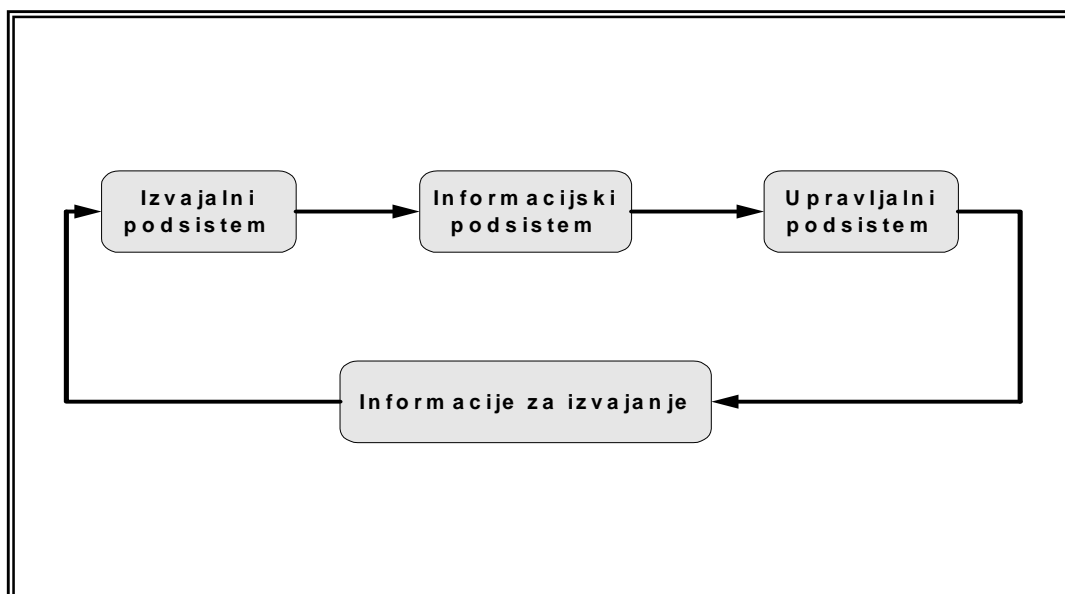 Izvajalni
podsistem
Informacijski
podsistem
Upravljalni
podsistem
Informacije za izvajanje